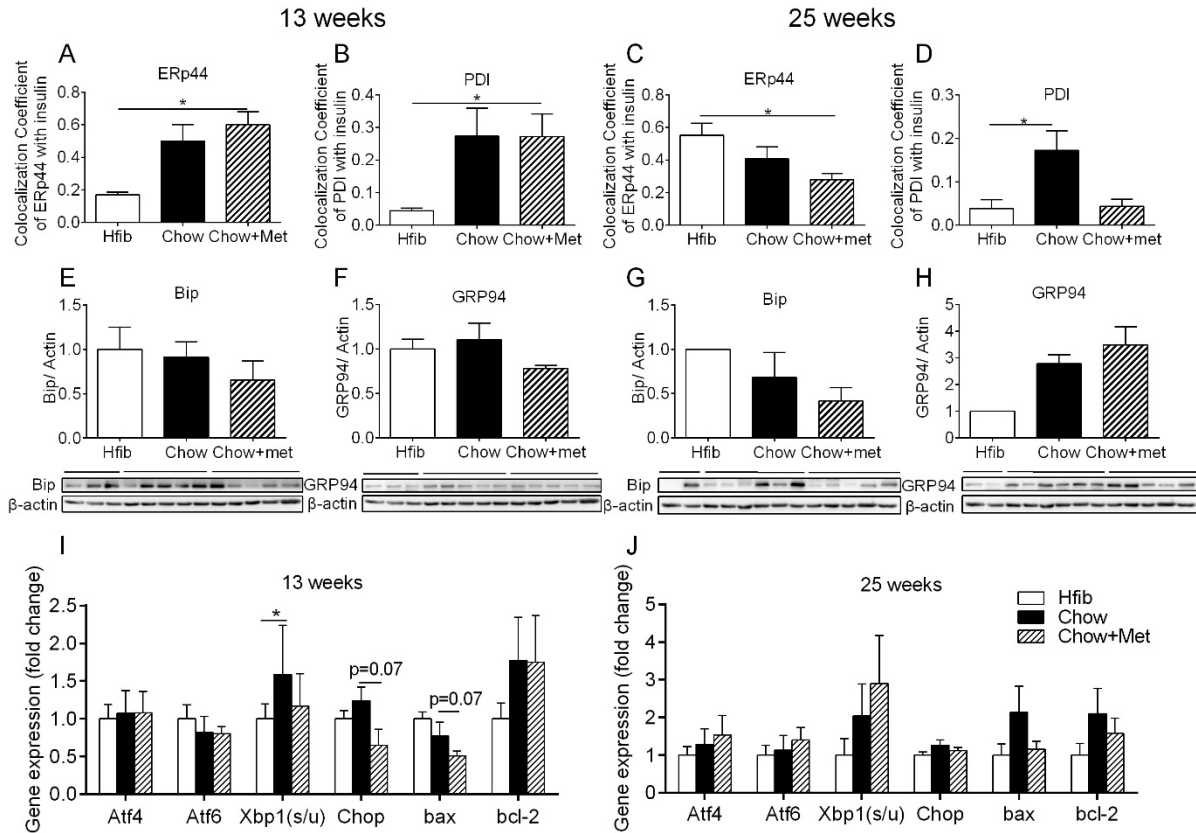 13 weeks
25 weeks
A
ERp44
Colocalization Coefficient
of ERp44 with insulin
0.8
0.6
0.4
0.2
0.0
*
Hfib
Chow
Chow+Met
B
PDI
Colocalization Coefficient
of PDI with insulin
0.4
0.3
0.2
0.1
0.0
*
Hfib
Chow
Chow+Met
C
ERp44
Colocalization Coefficient
of ERp44 with insulin
0.8
0.6
0.4
0.2
0.0
*
Hfib
Chow
Chow+met
D
PDI
Colocalization Coefficient
of PDI with insulin
0.3
0.2
0.1
0.0
*
Hfib
Chow
Chow+met
E
Bip
Bip/ Actin
1.5
1.0
0.5
0.0
Hfib
Chow
Chow+met
Bip
β-actin
F
GRP94
GRP94/ Actin
1.5
1.0
0.5
0.0
Hfib
Chow
Chow+met
GRP94
β-actin
G
Bip
Bip/ Actin
1.5
1.0
0.5
0.0
Hfib
Chow
Chow+met
Bip
β-actin
H
GRP94
GRP94/ Actin
5
4
3
2
1
0
Hfib
Chow
Chow+met
GRP94
β-actin
I
13 weeks
Gene expression (fold change)
2.5
2.0
1.5
1.0
0.5
0.0
*
p=0.07
p=0.07
Atf4
Atf6
Xbp1(s/u)
Chop
bax
bcl-2
J
25 weeks
Gene expression (fold change)
5
4
3
2
1
0
Hfib
Chow
Chow+Met
Atf4
Atf6
Xbp1(s/u)
Chop
bax
bcl-2